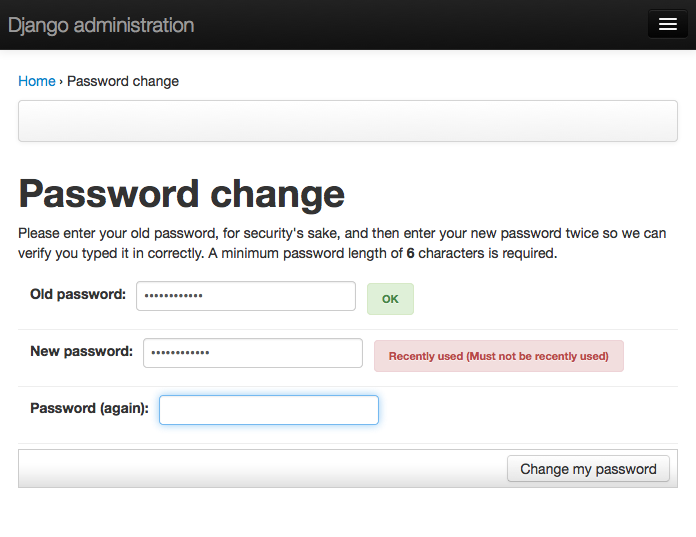 Django administration
Home › Password change
Password change
Please enter your old password, for security's sake, and then enter your new password twice so we can
verify you typed it in correctly. A minimum password length of 6 characters is required.
Old password: •••••••••••• OK
New password: •••••••••••• Recently used (Must not be recently used)
Password (again):
Change my password